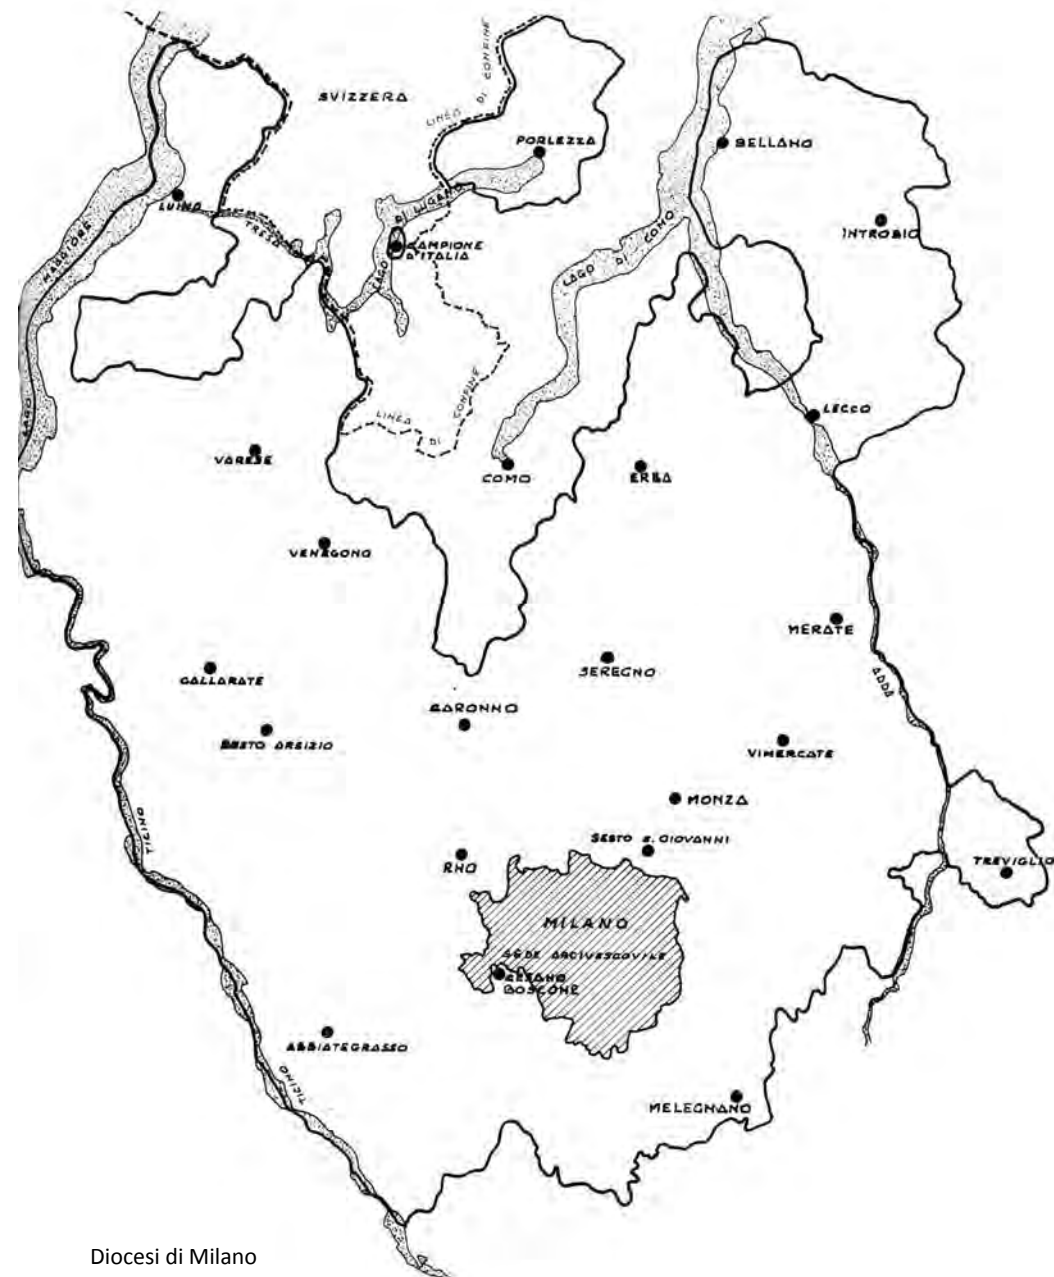 SVIZZERA
LINEA DI CONFINE
PORLEZZA
BELLANO
LUINO
TRESA
LAGO DI LUGANO
CAMPIONE
D'ITALIA
LAGO DI COMO
INTROBIO
LAGO MAGGIORE
LINEA DI CONFINE
LECCO
VARESE
COMO
ERBA
VENEGONO
MERATE
SEREGNO
GALLARATE
ADDA
SARONNO
BUSTO ARSIZIO
VIMERCATE
MONZA
TICINO
SESTO S. GIOVANNI
RHO
TREVIGLIO
MILANO
SEDE ARCIVESCOVILE
CESANO
BOSCONE
ABBIATEGRASSO
TICINO
MELEGNANO
Diocesi di Milano